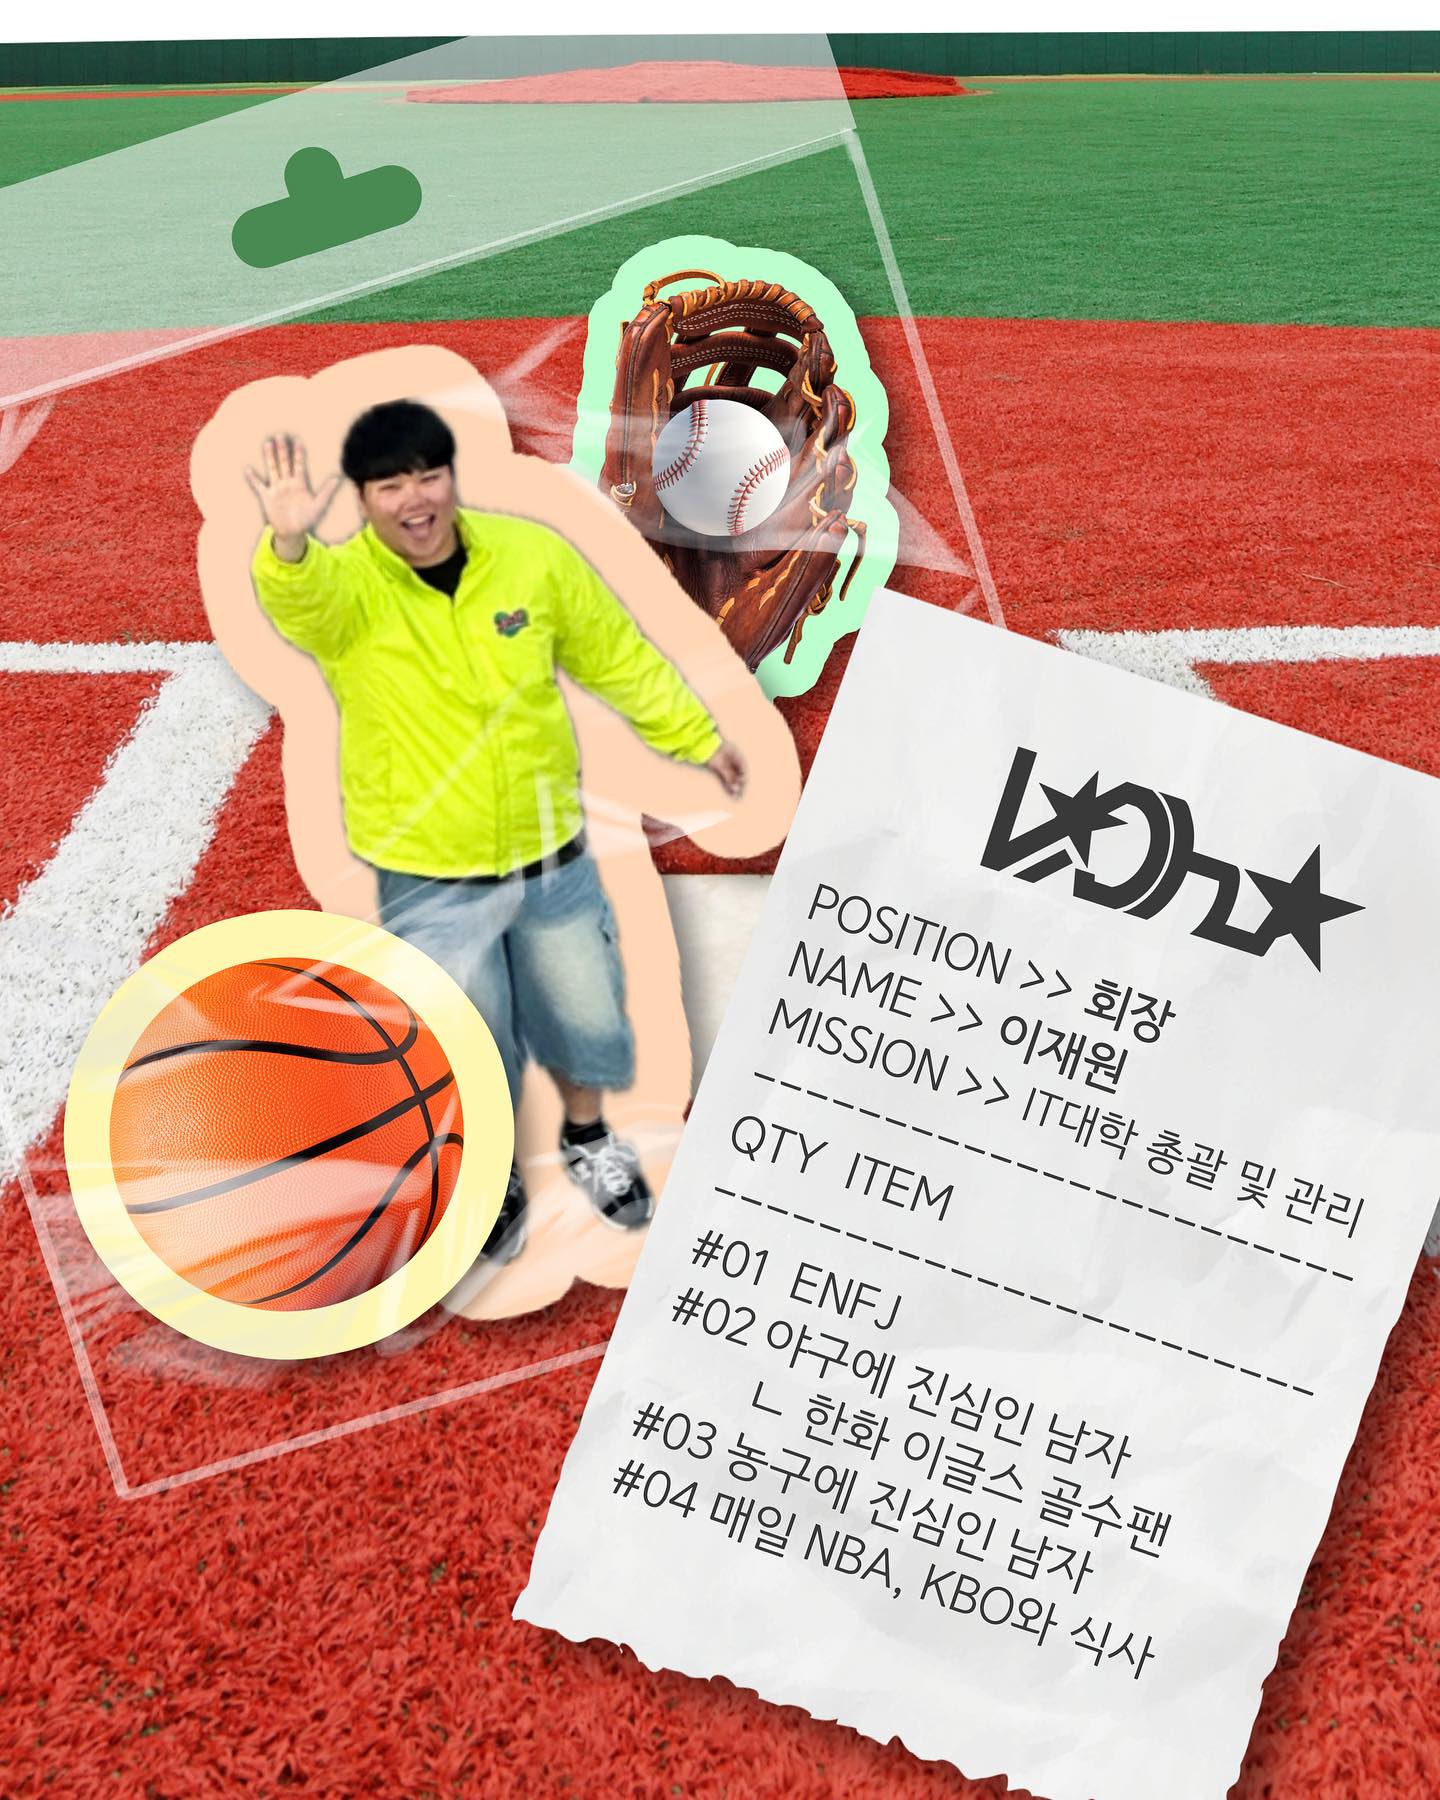 POSITION >> 회장
NAME >> 이재원
MISSION >> IT대학 총괄 및 관리
QTY ITEM
#01 ENFJ
#02 야구에 진심인 남자
ㄴ 한화 이글스 골수팬
#03 농구에 진심인 남자
#04 매일 NBA, KBO와 식사